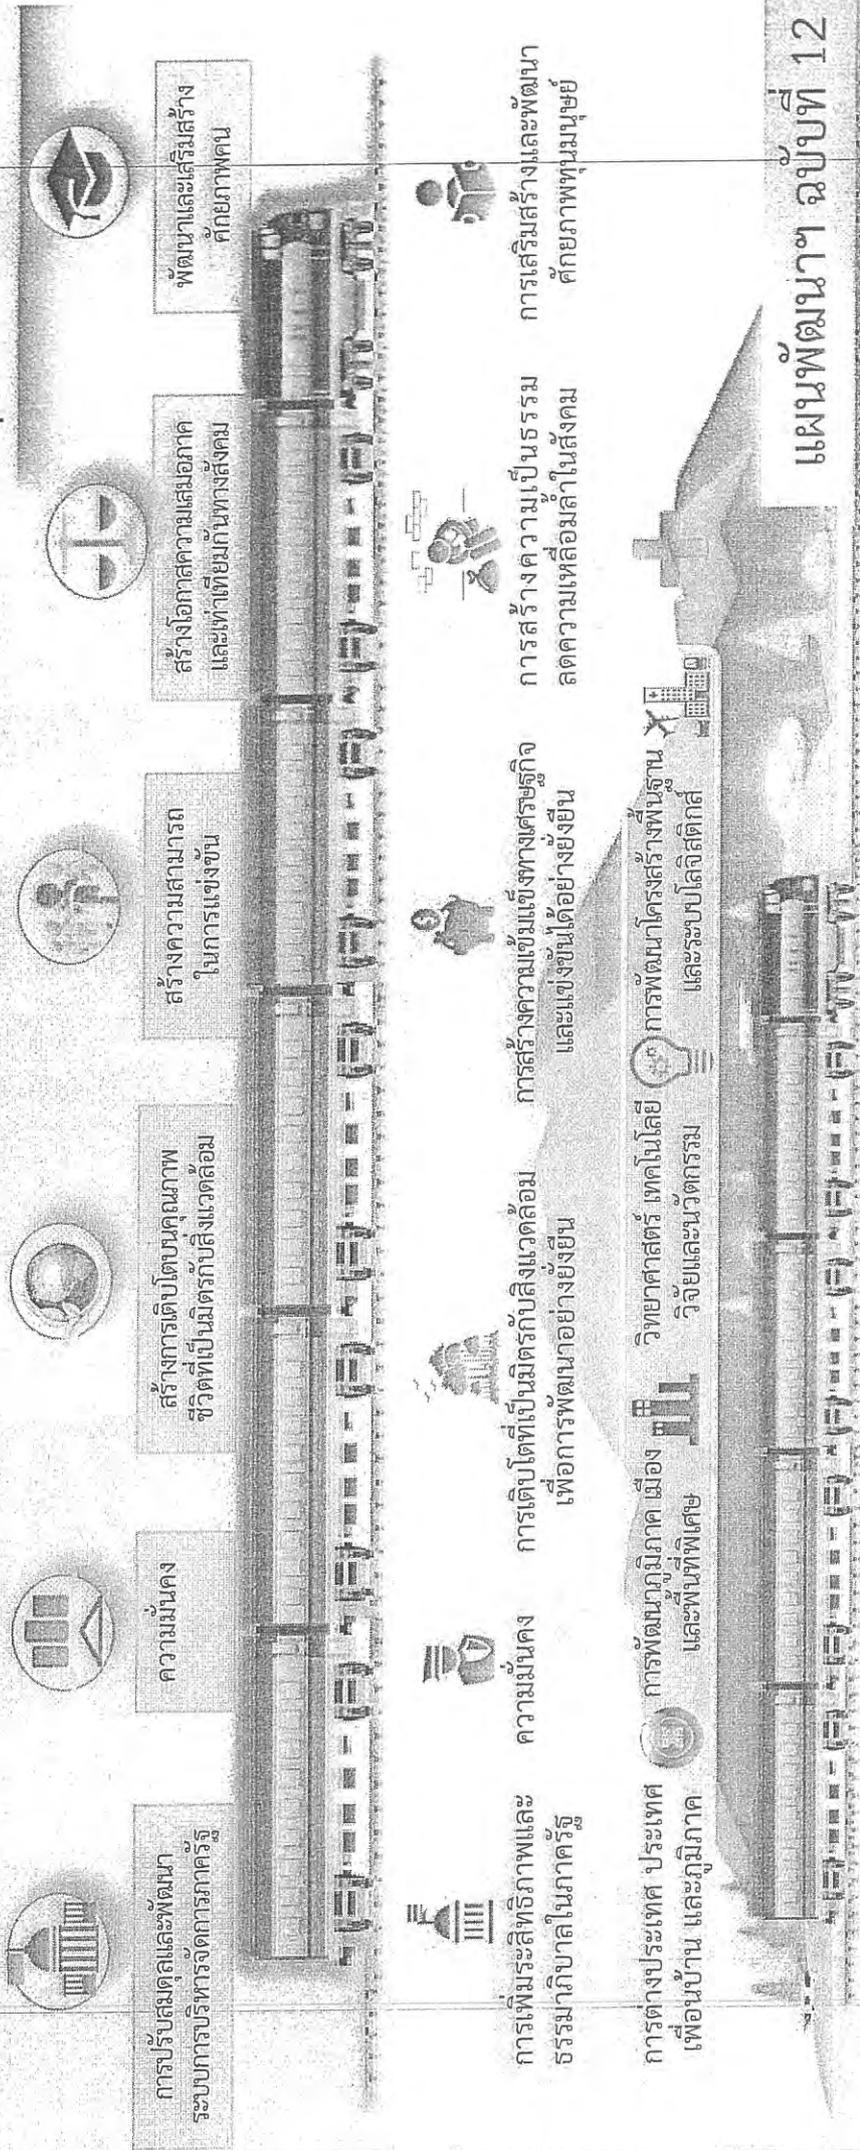 การปรับสมดุลและพัฒนา
ระบบการบริหารจัดการภาครัฐ
ความมั่นคง
สร้างการเติบโตบนคุณภาพ
ชีวิตที่เป็นมิตรกับสิ่งแวดล้อม
สร้างความสามารถ
ในการแข่งขัน
สร้างโอกาสความเสมอภาค
และเท่าเทียมกันทางสังคม
พัฒนาและเสริมสร้าง
ศักยภาพคน
การเพิ่มประสิทธิภาพและ
ธรรมาภิบาลในภาครัฐ
ความมั่นคง
การเติบโตที่เป็นมิตรกับสิ่งแวดล้อม
เพื่อการพัฒนาอย่างยั่งยืน
การสร้างความเข้มแข็งทางเศรษฐกิจ
และแข่งขันได้อย่างยั่งยืน
การสร้างความเป็นธรรม
ลดความเหลื่อมล้ำในสังคม
การเสริมสร้างและพัฒนา
ศักยภาพทุนมนุษย์
การต่างประเทศ ประเทศ
เพื่อนบ้าน และภูมิภาค
การพัฒนาภูมิภาค เมือง
และพื้นที่พิเศษ
วิทยาศาสตร์ เทคโนโลยี
วิจัยและนวัตกรรม
การพัฒนาโครงสร้างพื้นฐาน
และระบบโลจิสติกส์
แผนพัฒนาฯ ฉบับที่ 12